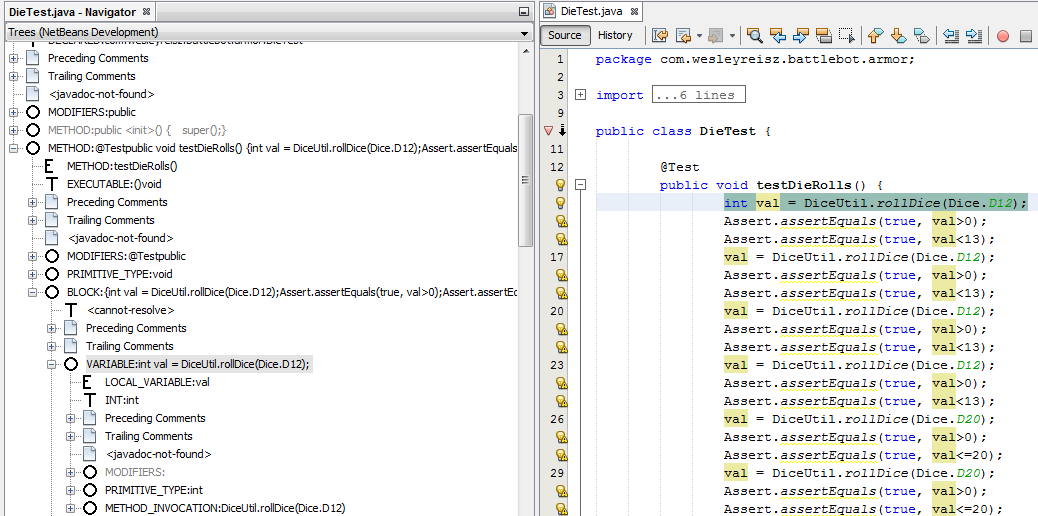 DieTest.java - Navigator
Trees (NetBeans Development)
Preceding Comments
Trailing Comments
<javadoc-not-found>
MODIFIERS:public
METHOD:public <init>() { super();}
METHOD:@Testpublic void testDieRolls() {int val = DiceUtil.rollDice(Dice.D12);Assert.assertEquals
E METHOD:testDieRolls()
T EXECUTABLE:()void
Preceding Comments
Trailing Comments
<javadoc-not-found>
MODIFIERS:@Testpublic
PRIMITIVE_TYPE:void
BLOCK:{int val = DiceUtil.rollDice(Dice.D12);Assert.assertEquals(true, val>0);Assert.assertEc
T <cannot-resolve>
Preceding Comments
Trailing Comments
VARIABLE:int val = DiceUtil.rollDice(Dice.D12);
E LOCAL_VARIABLE:val
T INT:int
Preceding Comments
Trailing Comments
<javadoc-not-found>
MODIFIERS:
PRIMITIVE_TYPE:int
METHOD_INVOCATION:DiceUtil.rollDice(Dice.D12)
DieTest.java
Source History
1 package com.wesleyreisz.battlebot.armor;
2
3 import ...6 lines
9
public class DieTest {
11
12 @Test
public void testDieRolls() {
int val = DiceUtil.rollDice(Dice.D12);
Assert.assertEquals(true, val>0);
Assert.assertEquals(true, val<13);
17 val = DiceUtil.rollDice(Dice.D12);
Assert.assertEquals(true, val>0);
Assert.assertEquals(true, val<13);
20 val = DiceUtil.rollDice(Dice.D12);
Assert.assertEquals(true, val>0);
Assert.assertEquals(true, val<13);
23 val = DiceUtil.rollDice(Dice.D12);
Assert.assertEquals(true, val>0);
Assert.assertEquals(true, val<13);
26 val = DiceUtil.rollDice(Dice.D20);
Assert.assertEquals(true, val>0);
Assert.assertEquals(true, val<=20);
29 val = DiceUtil.rollDice(Dice.D20);
Assert.assertEquals(true, val>0);
Assert.assertEquals(true, val<=20);